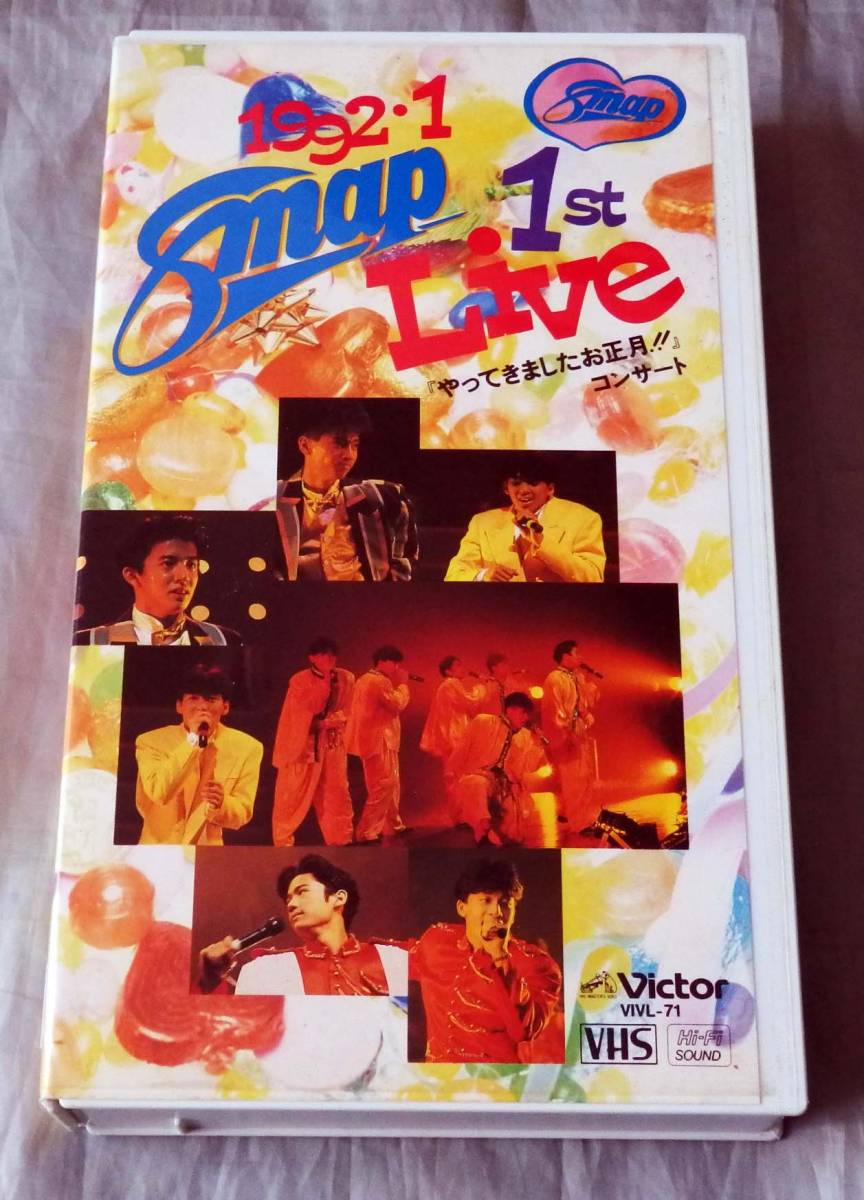 1992·1
Smap
Smap
1st
Live
『やってきましたお正月!!』
コンサート
Victor
VIVL-71
VHS
Hi-Fi
SOUND